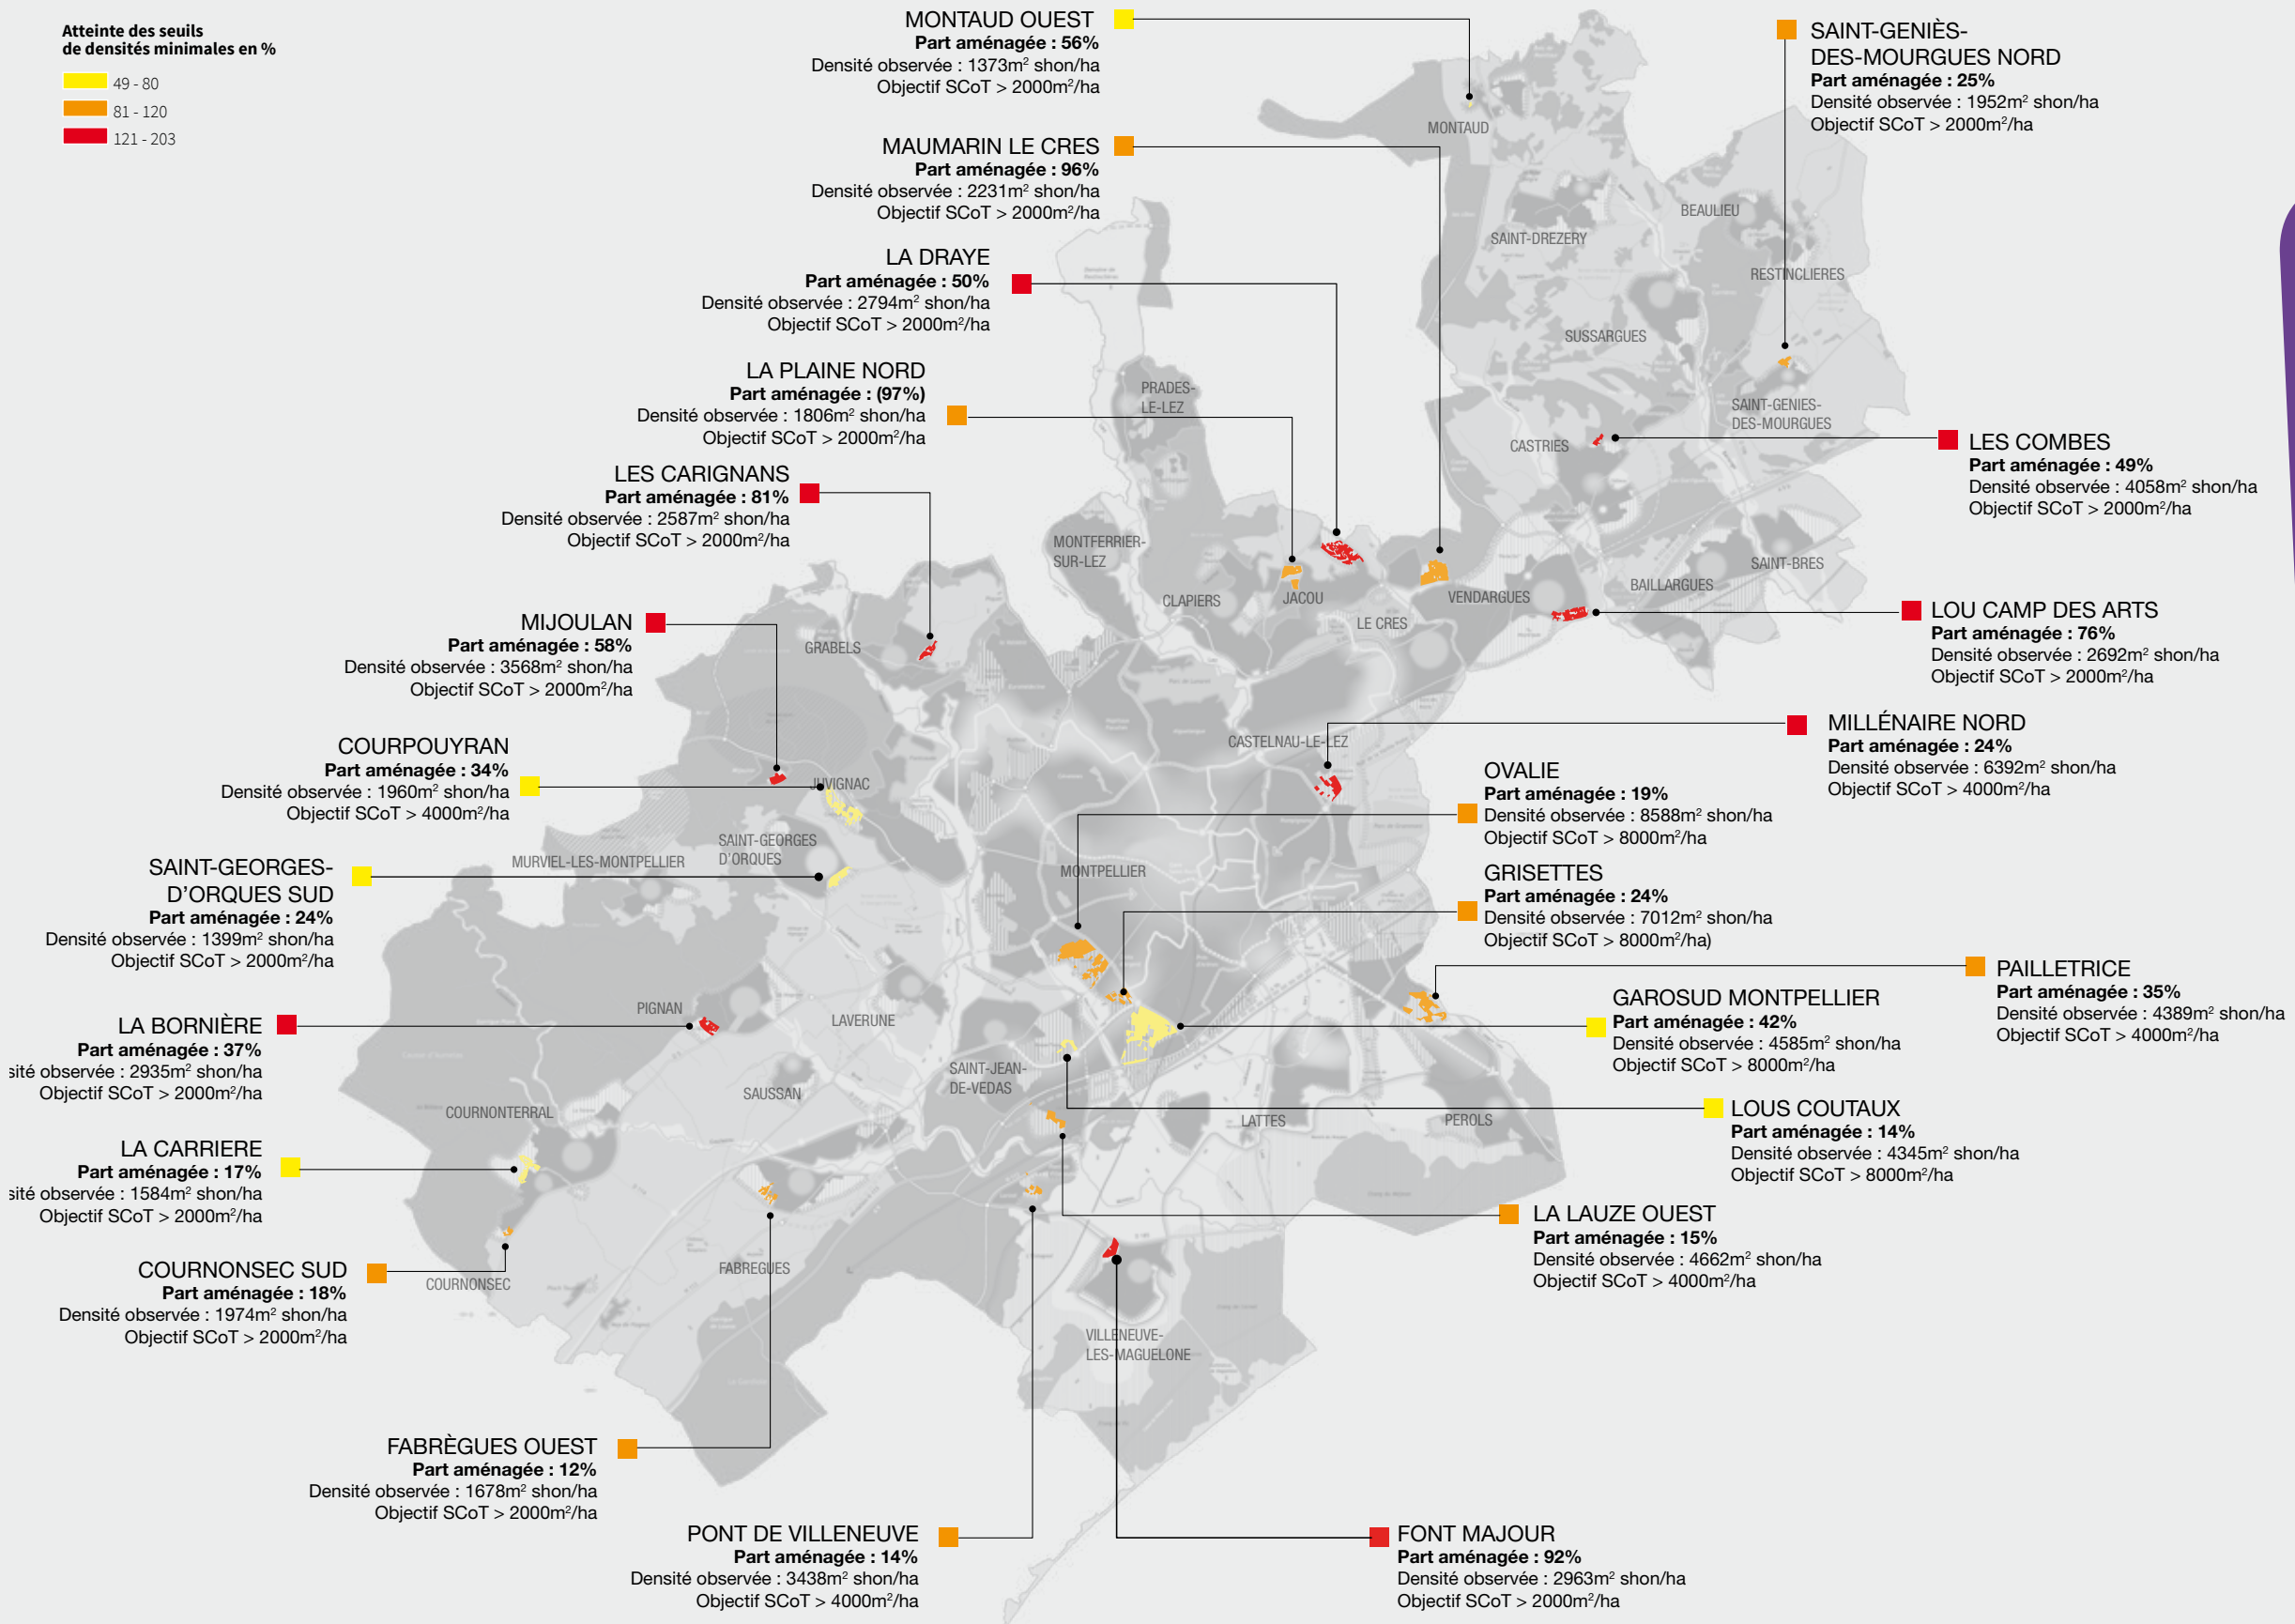 Atteinte des seuils
de densités minimales en %
49 - 80
81 - 120
121 - 203
MONTAUD OUEST
Part aménagée : 56%
Densité observée : 1373m² shon/ha
Objectif SCoT > 2000m²/ha
SAINT-GENIÈS-
DES-MOURGUES NORD
Part aménagée : 25%
Densité observée : 1952m² shon/ha
Objectif SCoT > 2000m²/ha
MAUMARIN LE CRES
Part aménagée : 96%
Densité observée : 2231m² shon/ha
Objectif SCoT > 2000m²/ha
LA DRAYE
Part aménagée : 50%
Densité observée : 2794m² shon/ha
Objectif SCoT > 2000m²/ha
LA PLAINE NORD
Part aménagée : (97%)
Densité observée : 1806m² shon/ha
Objectif SCoT > 2000m²/ha
LES CARIGNANS
Part aménagée : 81%
Densité observée : 2587m² shon/ha
Objectif SCoT > 2000m²/ha
LES COMBES
Part aménagée : 49%
Densité observée : 4058m² shon/ha
Objectif SCoT > 2000m²/ha
MIJOULAN
Part aménagée : 58%
Densité observée : 3568m² shon/ha
Objectif SCoT > 2000m²/ha
LOU CAMP DES ARTS
Part aménagée : 76%
Densité observée : 2692m² shon/ha
Objectif SCoT > 2000m²/ha
COURPOUYRAN
Part aménagée : 34%
Densité observée : 1960m² shon/ha
Objectif SCoT > 4000m²/ha
MILLÉNAIRE NORD
Part aménagée : 24%
Densité observée : 6392m² shon/ha
Objectif SCoT > 4000m²/ha
OVALIE
Part aménagée : 19%
Densité observée : 8588m² shon/ha
Objectif SCoT > 8000m²/ha
SAINT-GEORGES-
D'ORQUES SUD
Part aménagée : 24%
Densité observée : 1399m² shon/ha
Objectif SCoT > 2000m²/ha
GRISETTES
Part aménagée : 24%
Densité observée : 7012m² shon/ha
Objectif SCoT > 8000m²/ha)
PAILLETRICE
Part aménagée : 35%
Densité observée : 4389m² shon/ha
Objectif SCoT > 4000m²/ha
GAROSUD MONTPELLIER
Part aménagée : 42%
Densité observée : 4585m² shon/ha
Objectif SCoT > 8000m²/ha
LA BORNIÈRE
Part aménagée : 37%
sité observée : 2935m² shon/ha
Objectif SCoT > 2000m²/ha
LOUS COUTAUX
Part aménagée : 14%
Densité observée : 4345m² shon/ha
Objectif SCoT > 8000m²/ha
LA CARRIERE
Part aménagée : 17%
sité observée : 1584m² shon/ha
Objectif SCoT > 2000m²/ha
LA LAUZE OUEST
Part aménagée : 15%
Densité observée : 4662m² shon/ha
Objectif SCoT > 4000m²/ha
COURNONSEC SUD
Part aménagée : 18%
Densité observée : 1974m² shon/ha
Objectif SCoT > 2000m²/ha
FABRÈGUES OUEST
Part aménagée : 12%
Densité observée : 1678m² shon/ha
Objectif SCoT > 2000m²/ha
PONT DE VILLENEUVE
Part aménagée : 14%
Densité observée : 3438m² shon/ha
Objectif SCoT > 4000m²/ha
FONT MAJOUR
Part aménagée : 92%
Densité observée : 2963m² shon/ha
Objectif SCoT > 2000m²/ha
MONTAUD
BEAULIEU
SAINT-DREZERY
RESTINCLIERES
SUSSARGUES
PRADES-
LE-LEZ
SAINT-GENIES-
DES-MOURGUES
CASTRIES
MONTFERRIER-
SUR-LEZ
SAINT-BRES
BAILLARGUES
CLAPIERS
JACOU
VENDARGUES
LE CRES
GRABELS
CASTELNAU-LE-LEZ
JUVIGNAC
SAINT-GEORGES
D'ORQUES
MURVIEL-LES-MONTPELLIER
MONTPELLIER
PIGNAN
LAVERUNE
SAINT-JEAN-
DE-VEDAS
SAUSSAN
COURNONTERRAL
LATTES
PEROLS
FABREGUES
COURNONSEC
VILLENEUVE-
LES-MAGUELONE